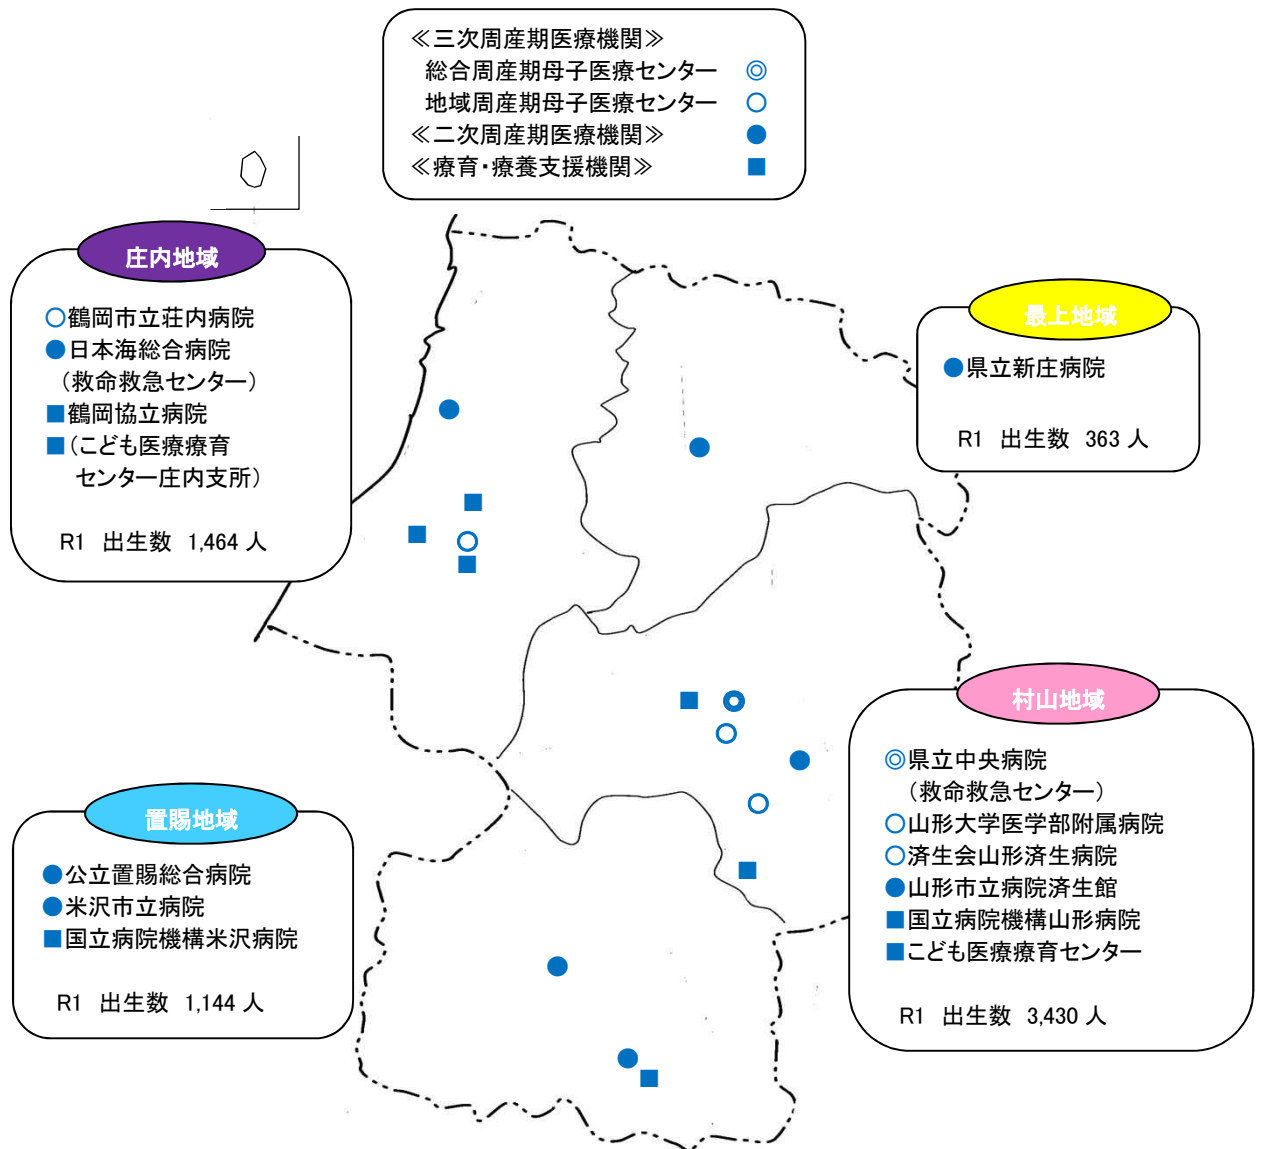 ≪三次周産期医療機関≫
総合周産期母子医療センター ◎
地域周産期母子医療センター ○
≪二次周産期医療機関≫ ●
≪療育・療養支援機関≫ ■
庄内地域
○鶴岡市立荘内病院
●日本海総合病院
(救命救急センター)
■鶴岡協立病院
■(こども医療療育
センター庄内支所)
R1 出生数 1,464 人
最上地域
●県立新庄病院
R1 出生数 363 人
村山地域
◎県立中央病院
(救命救急センター)
○山形大学医学部附属病院
○済生会山形済生病院
●山形市立病院済生館
■国立病院機構山形病院
■こども医療療育センター
R1 出生数 3,430 人
置賜地域
●公立置賜総合病院
●米沢市立病院
■国立病院機構米沢病院
R1 出生数 1,144 人